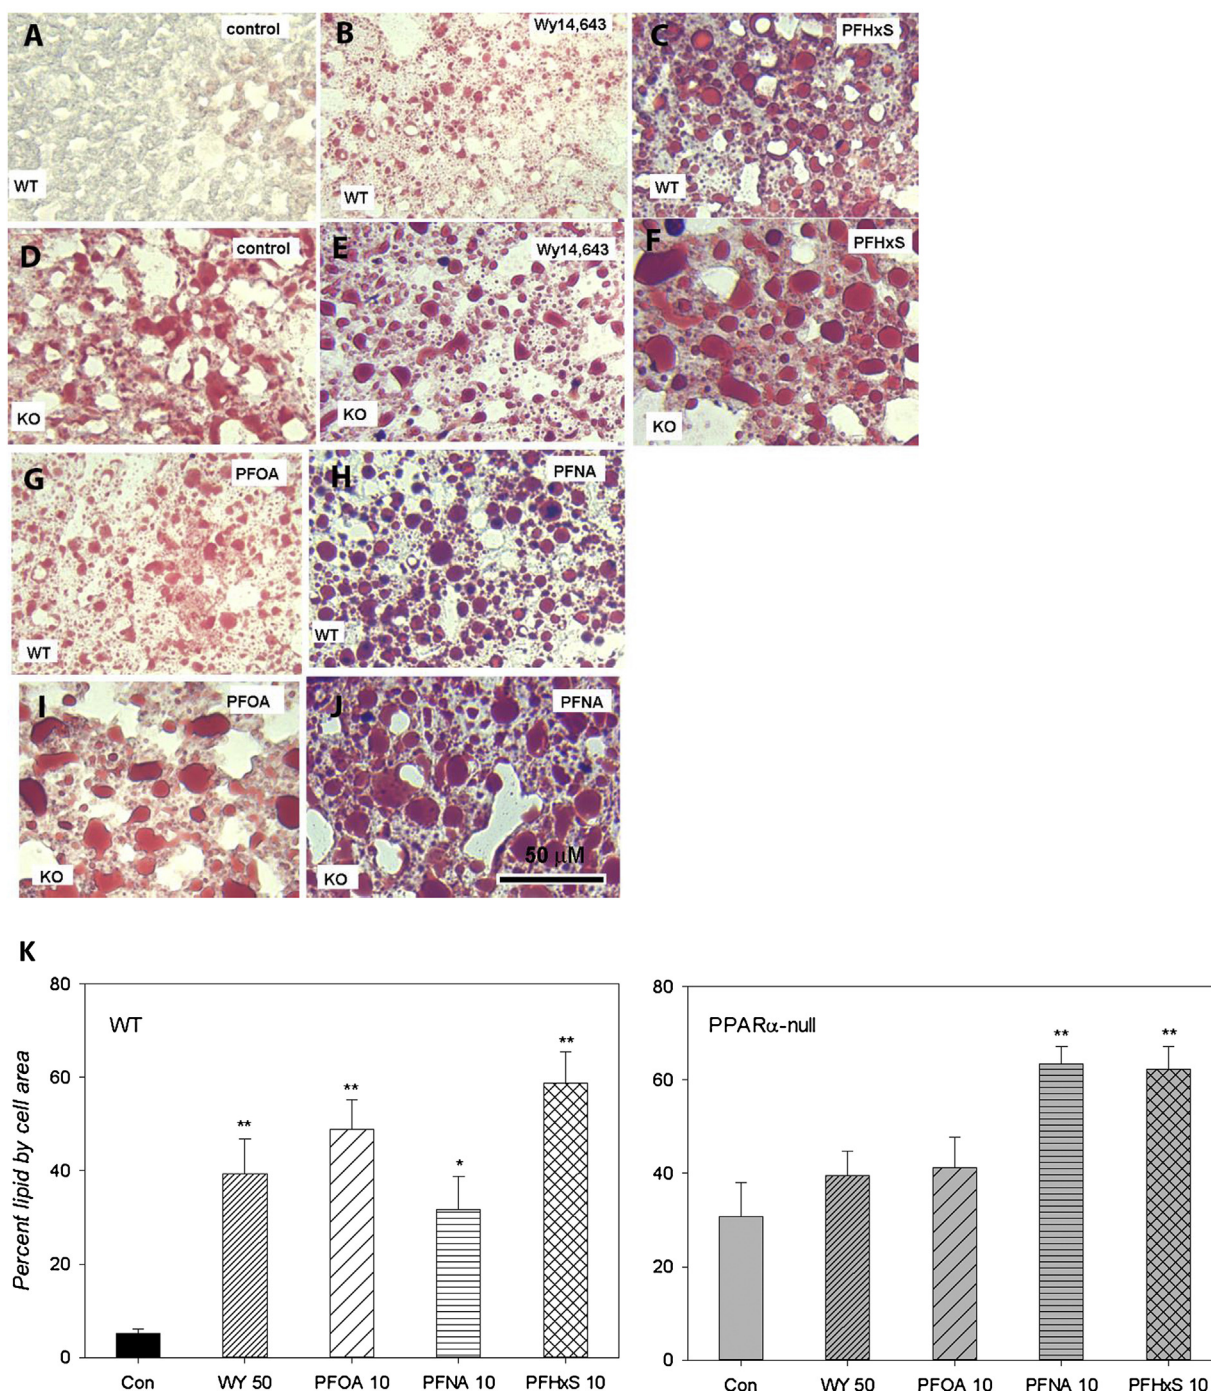 A control B Wy14,643 C PFHxS
WT WT WT
D control E Wy14,643 F PFHxS
KO KO KO
G PFOA H PFNA
WT WT
I PFOA J PFNA
50 µM
KO KO
K
80 80
WT PPARα-null
** **
60 60
**
** **
40 40
*
20 20
0 0
Percent lipid by cell area
Con WY 50 PFOA 10 PFNA 10 PFHxS 10 Con WY 50 PFOA 10 PFNA 10 PFHxS 10